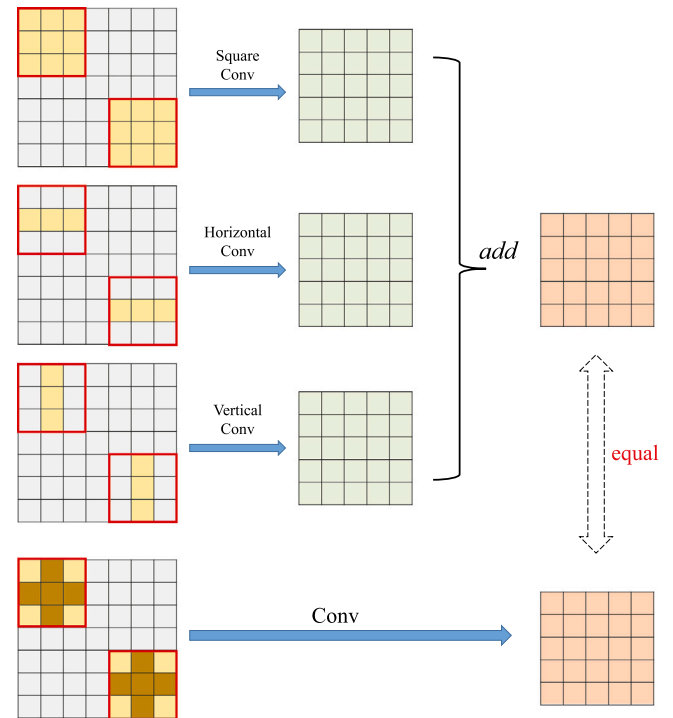 Square
Conv
Horizontal
Conv
add
Vertical
Conv
equal
Conv